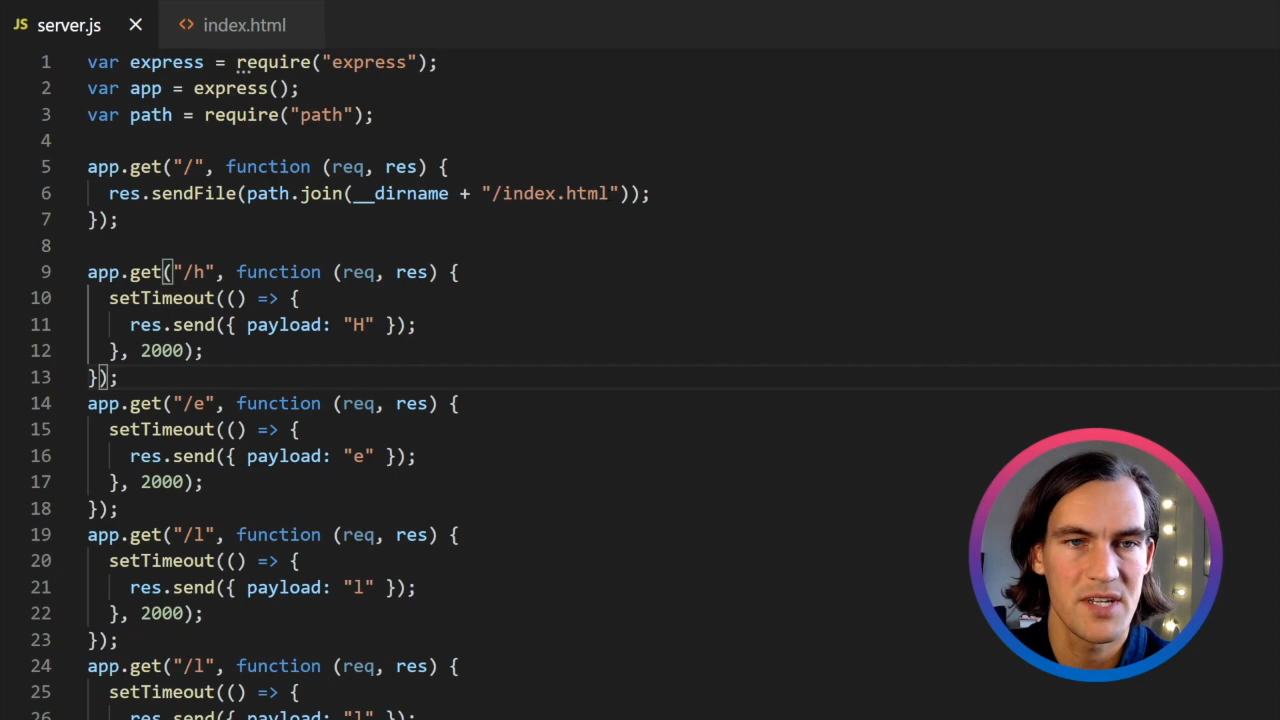 JS server.js × <> index.html
1 var express = require("express");
2 var app = express();
3 var path = require("path");
4
5 app.get("/", function (req, res) {
6 res.sendFile(path.join(__dirname + "/index.html"));
7 });
8
9 app.get("/h", function (req, res) {
10 setTimeout(() => {
11 res.send({ payload: "H" });
12 }, 2000);
13 });
14 app.get("/e", function (req, res) {
15 setTimeout(() => {
16 res.send({ payload: "e" });
17 }, 2000);
18 });
19 app.get("/l", function (req, res) {
20 setTimeout(() => {
21 res.send({ payload: "l" });
22 }, 2000);
23 });
24 app.get("/l", function (req, res) {
25 setTimeout(() => {
26 res.send({ payload: "l" });